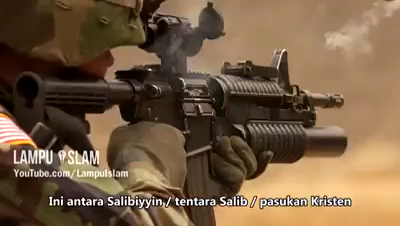 LAMPU ISLAM
YouTube.com/LampuIslam
Ini antara Salibiyyin / tentara Salib / pasukan Kristen